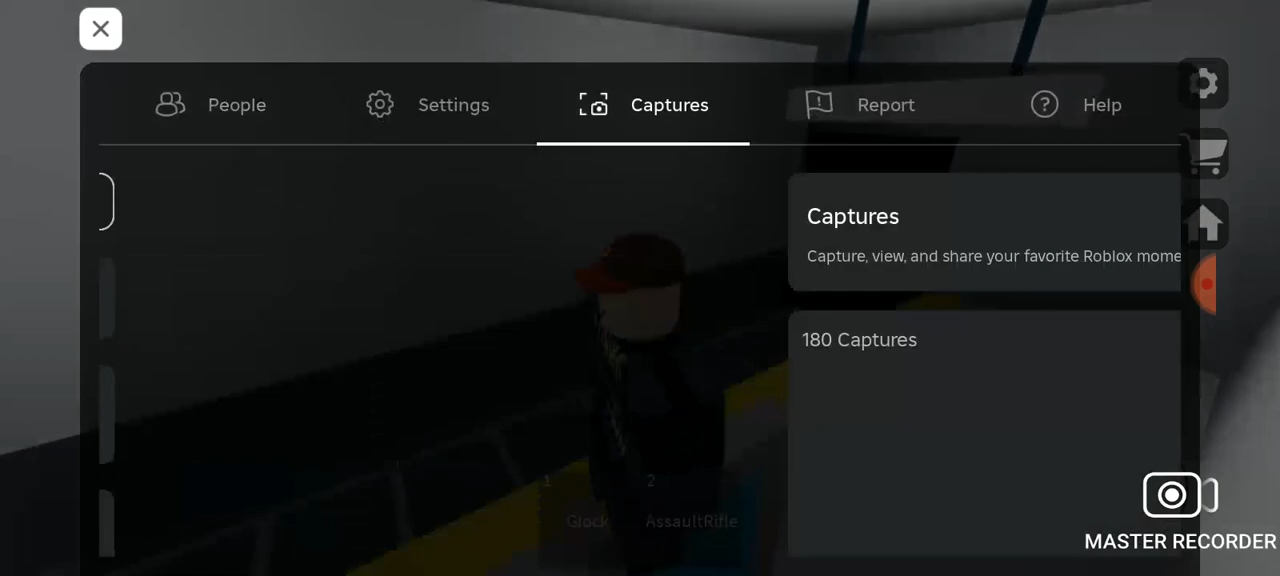 People
Settings
Captures
Report
Help
Captures
Capture, view, and share your favorite Roblox mome
180 Captures
1
2
Glock
AssaultRifle
MASTER RECORDER